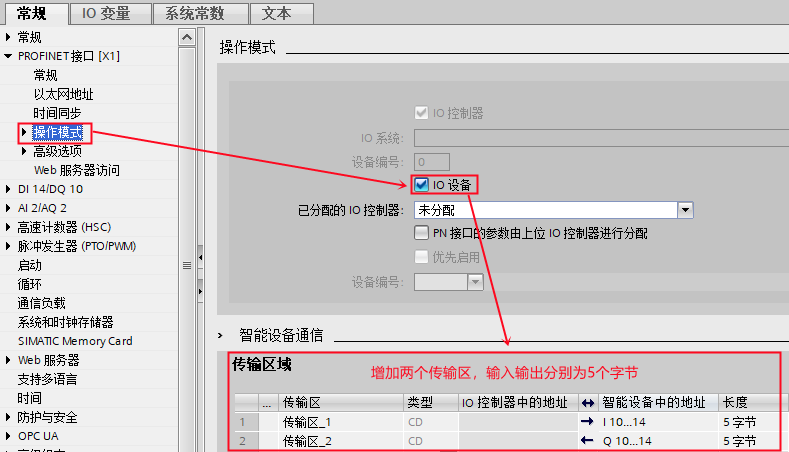 常规 IO 变量 系统常数 文本
常规
PROFINET接口 [X1]
常规
以太网地址
时间同步
操作模式
高级选项
Web 服务器访问
DI 14/DQ 10
AI 2/AQ 2
高速计数器 (HSC)
脉冲发生器 (PTO/PWM)
启动
循环
通信负载
系统和时钟存储器
SIMATIC Memory Card
Web 服务器
支持多语言
时间
防护与安全
OPC UA
操作模式
IO 控制器
IO 系统:
设备编号: 0
IO 设备
已分配的 IO 控制器: 未分配
PN 接口的参数由上位 IO 控制器进行分配
优先启用
设备编号:
智能设备通信
传输区域
增加两个传输区，输入输出分别为5个字节
... 传输区 类型 IO 控制器中的地址 ↔ 智能设备中的地址 长度
1 传输区_1 CD → I 10...14 5 字节
2 传输区_2 CD ← Q 10...14 5 字节